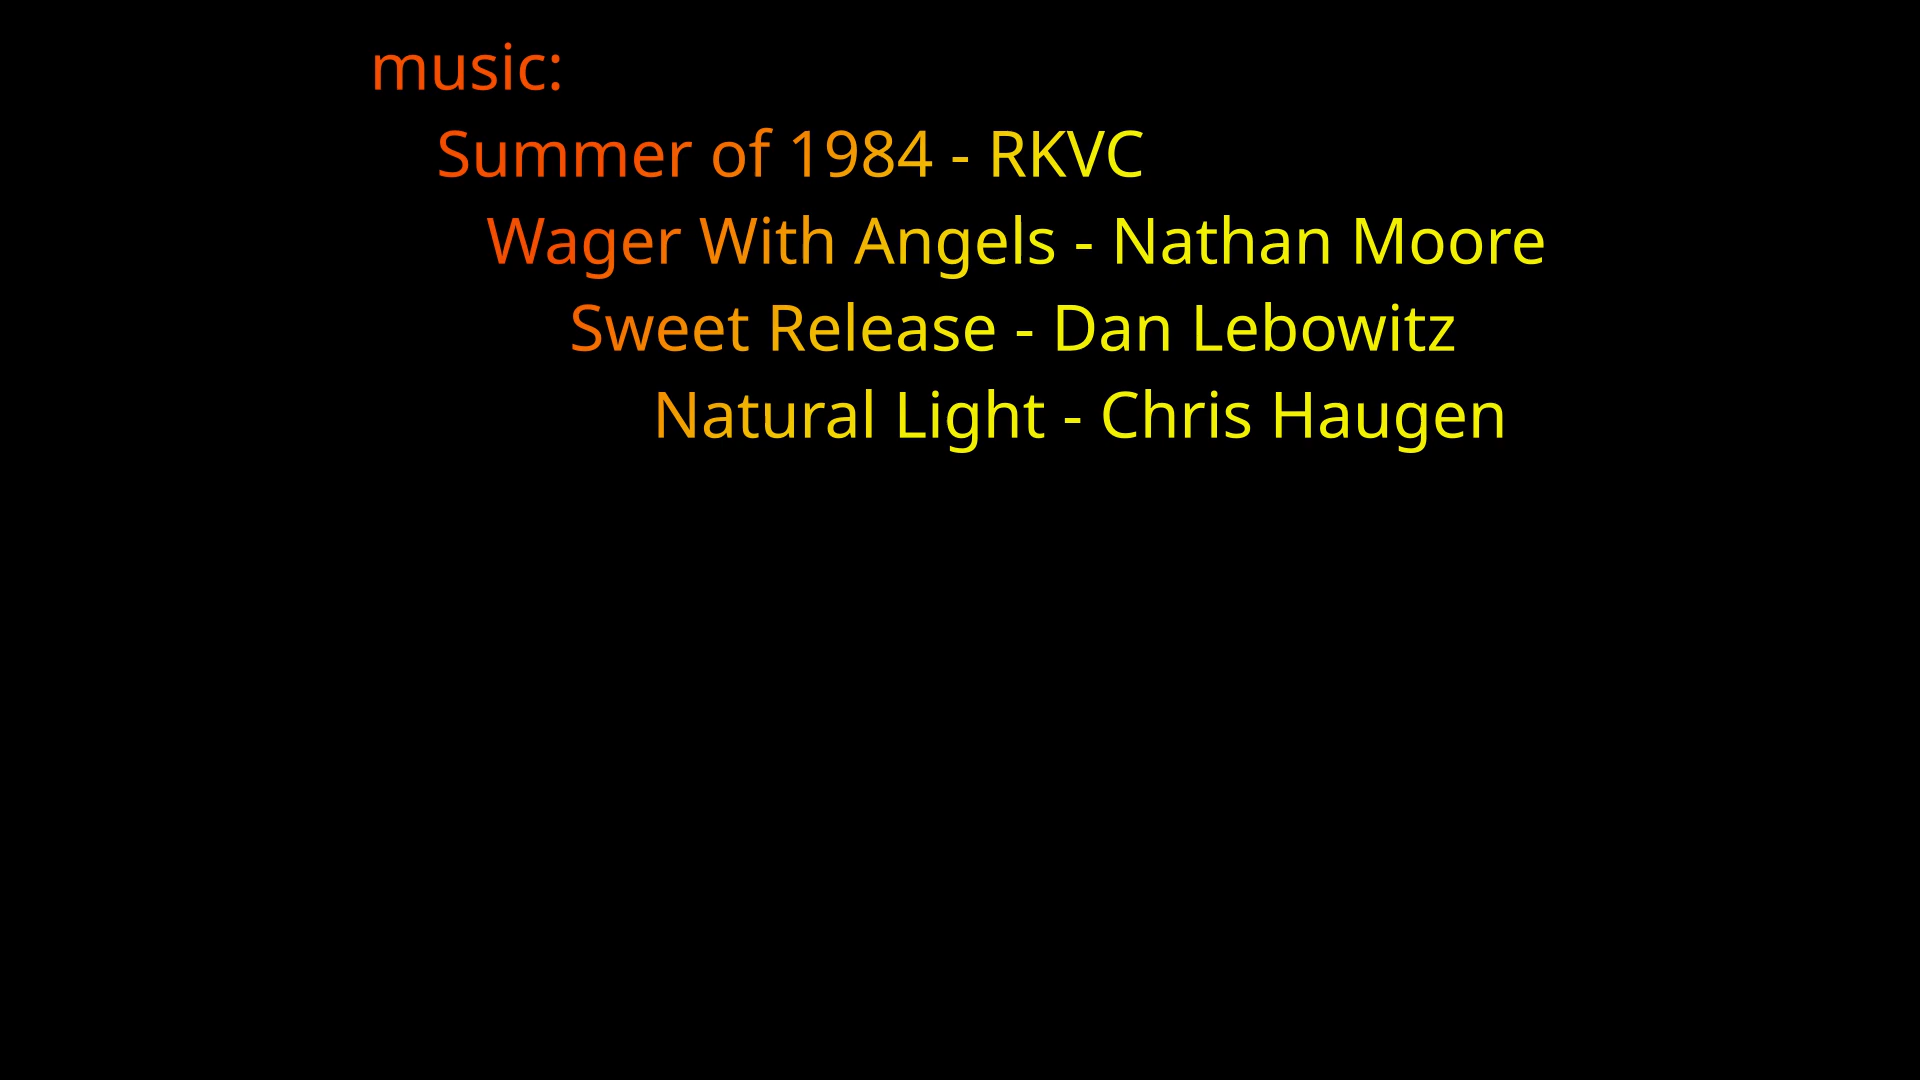 music:
Summer of 1984 - RKVC
Wager With Angels - Nathan Moore
Sweet Release - Dan Lebowitz
Natural Light - Chris Haugen